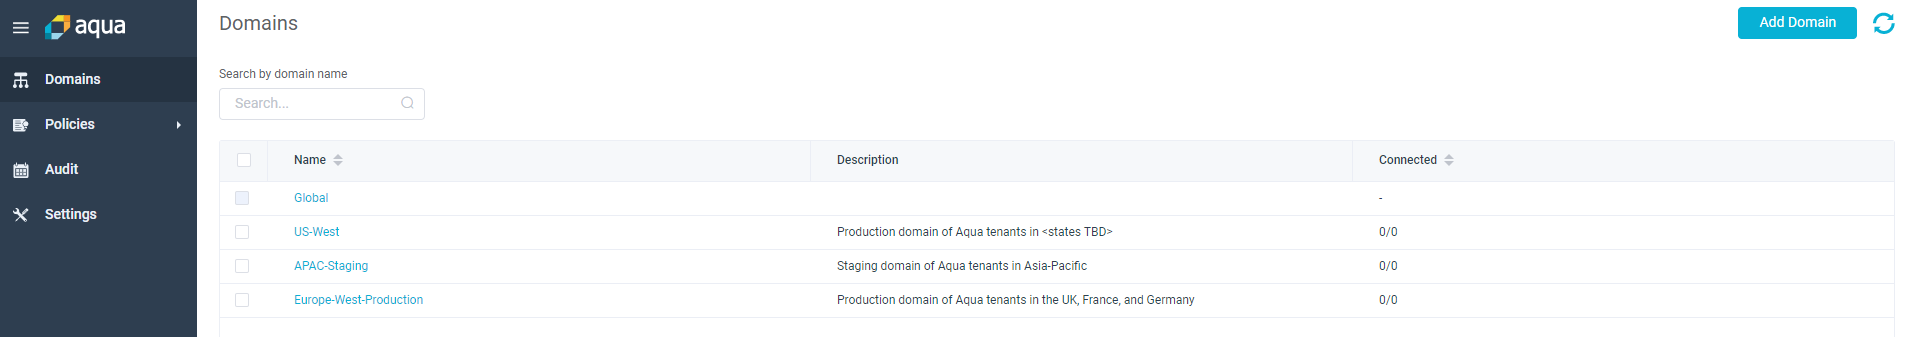 aqua
Domains
Policies
Audit
Settings
Domains
Add Domain
Search by domain name
Search...
Name Description Connected
Global -
US-West Production domain of Aqua tenants in <states TBD> 0/0
APAC-Staging Staging domain of Aqua tenants in Asia-Pacific 0/0
Europe-West-Production Production domain of Aqua tenants in the UK, France, and Germany 0/0